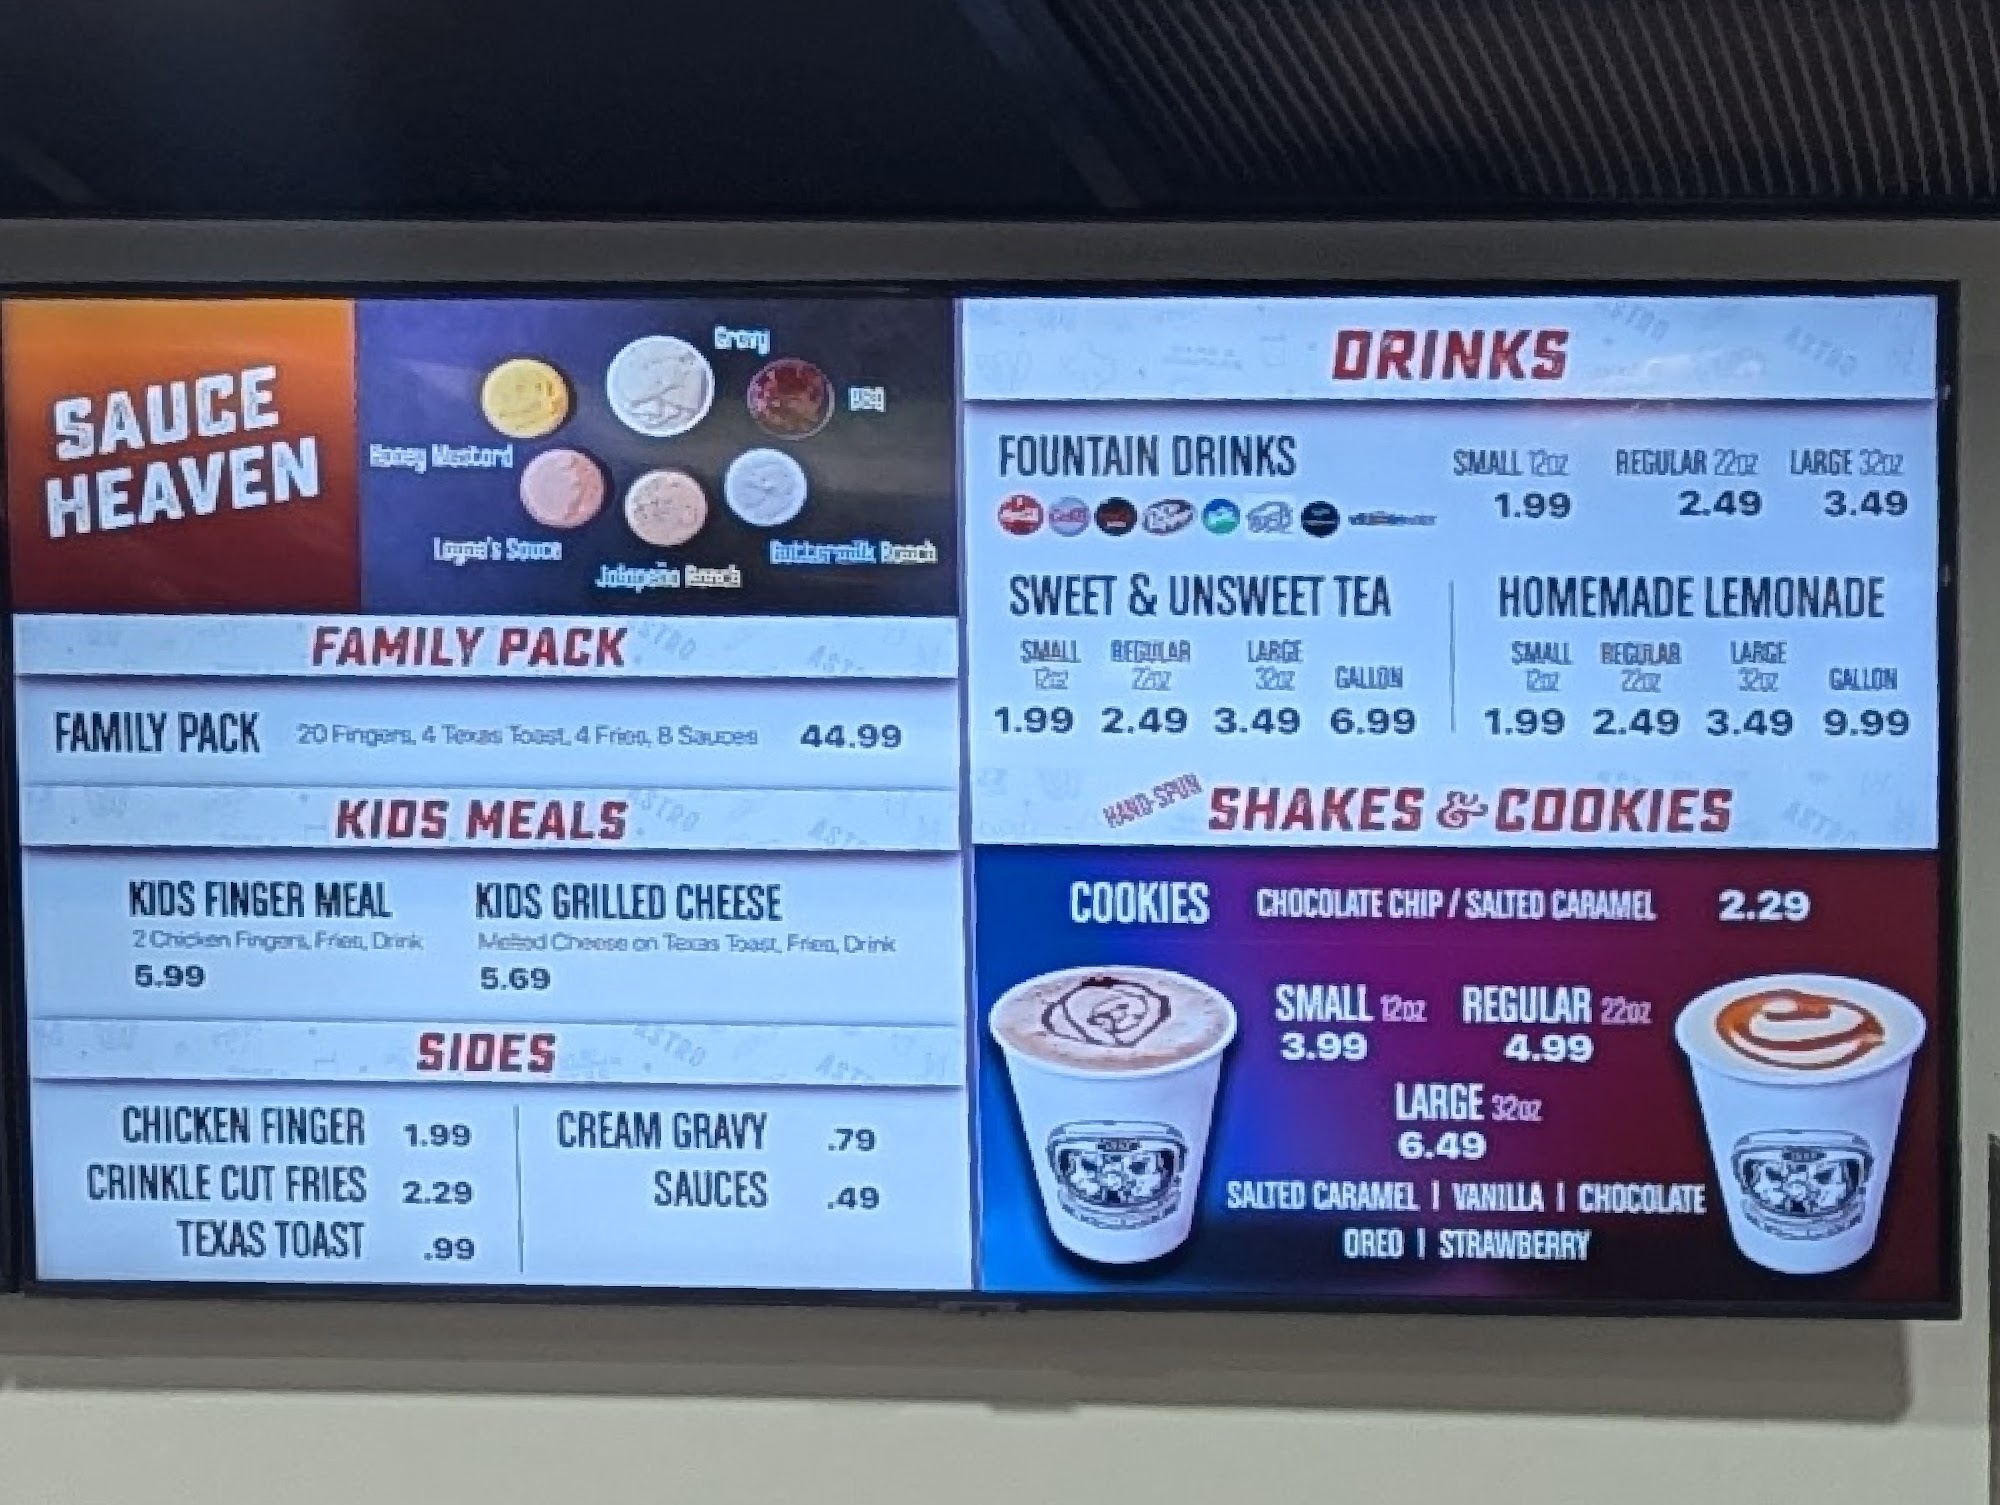 SAUCE
HEAVEN
Gravy
BBQ
Honey Mustard
Layne's Sauce
Jalapeño Ranch
Buttermilk Ranch
FAMILY PACK
FAMILY PACK 20 Fingers, 4 Texas Toast, 4 Fries, 8 Sauces 44.99
KIDS MEALS
KIDS FINGER MEAL
2 Chicken Fingers, Fries, Drink
5.99
KIDS GRILLED CHEESE
Melted Cheese on Texas Toast, Fries, Drink
5.69
SIDES
CHICKEN FINGER 1.99
CRINKLE CUT FRIES 2.29
TEXAS TOAST .99
CREAM GRAVY .79
SAUCES .49
DRINKS
FOUNTAIN DRINKS
SMALL 12oz REGULAR 22oz LARGE 32oz
1.99 2.49 3.49
SWEET & UNSWEET TEA
SMALL 12oz REGULAR 22oz LARGE 32oz GALLON
1.99 2.49 3.49 6.99
HOMEMADE LEMONADE
SMALL 12oz REGULAR 22oz LARGE 32oz GALLON
1.99 2.49 3.49 9.99
HAND-SPUN SHAKES & COOKIES
COOKIES CHOCOLATE CHIP / SALTED CARAMEL 2.29
SMALL 12oz REGULAR 22oz
3.99 4.99
LARGE 32oz
6.49
SALTED CARAMEL | VANILLA | CHOCOLATE
OREO | STRAWBERRY